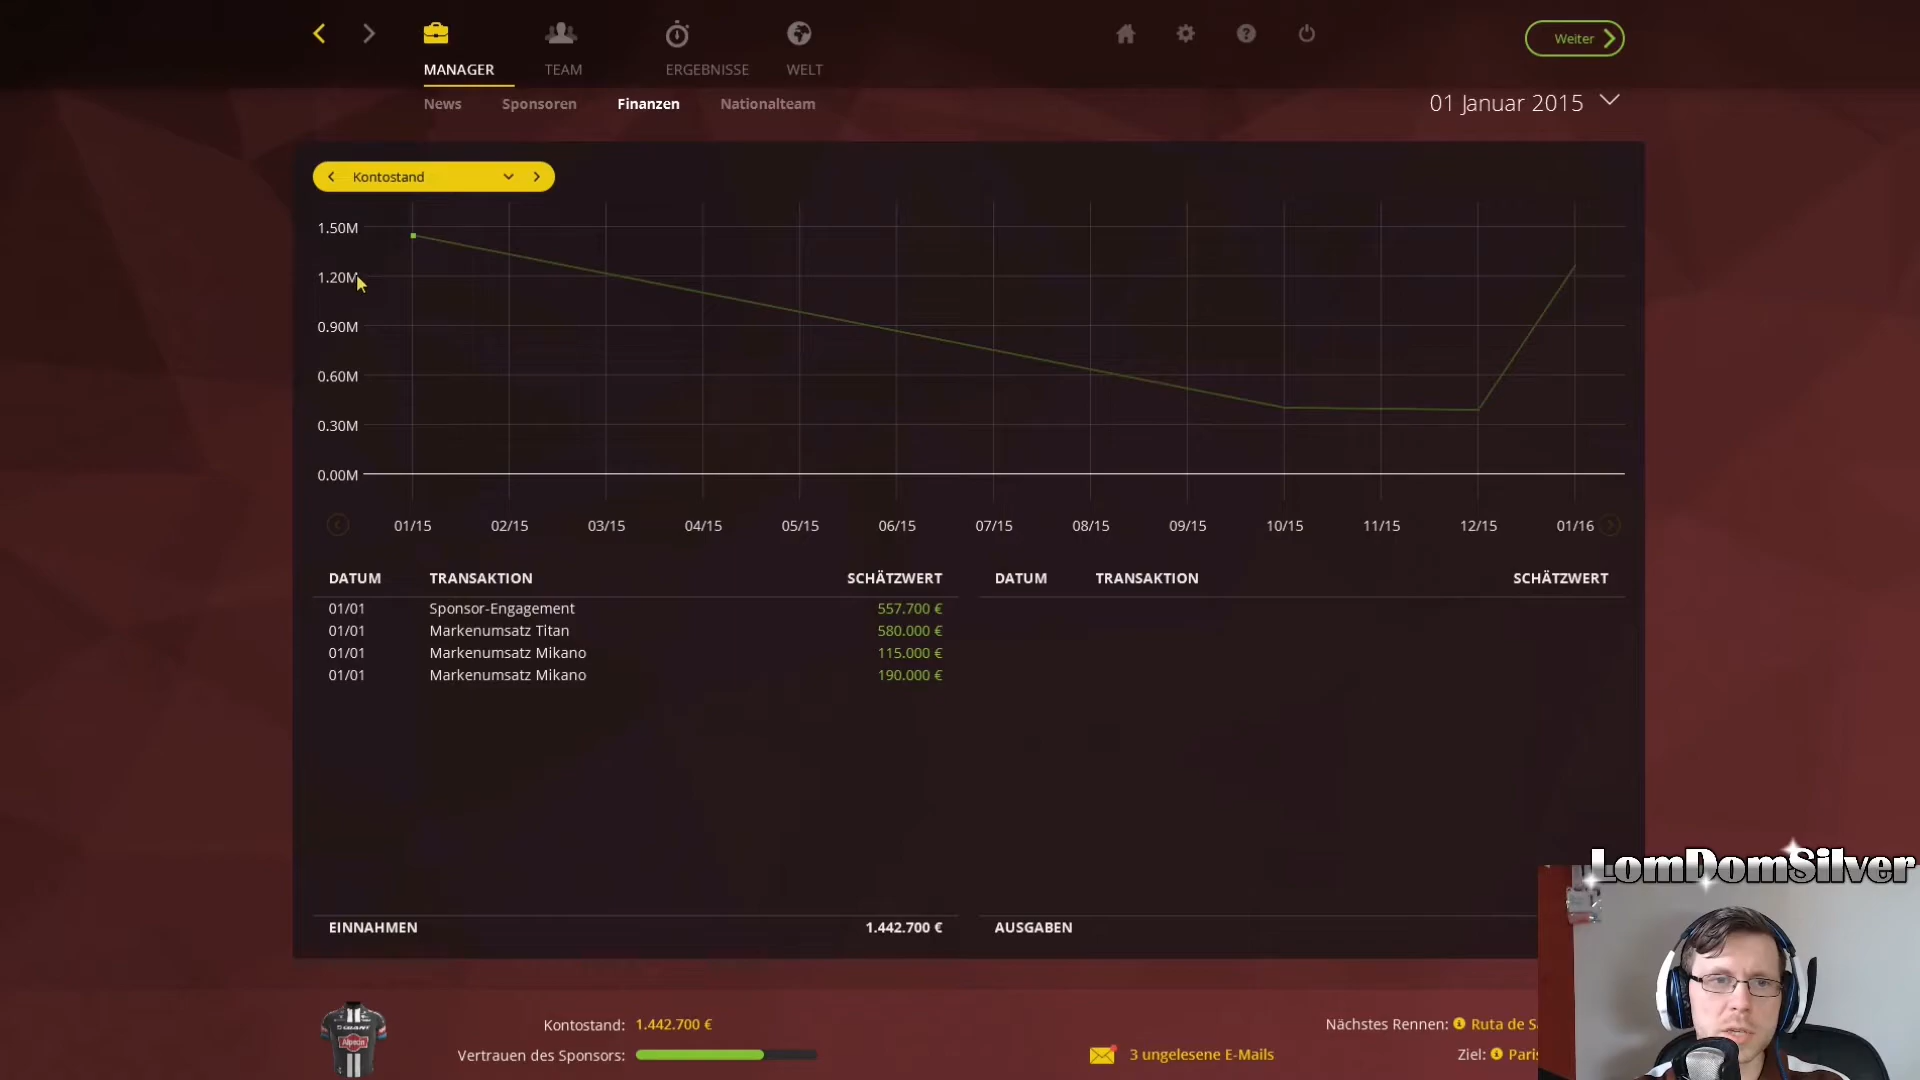 MANAGER TEAM ERGEBNISSE WELT
Weiter
News Sponsoren Finanzen Nationalteam
01 Januar 2015
Kontostand
1.50M
1.20M
0.90M
0.60M
0.30M
0.00M
01/15 02/15 03/15 04/15 05/15 06/15 07/15 08/15 09/15 10/15 11/15 12/15 01/16
DATUM TRANSAKTION SCHÄTZWERT DATUM TRANSAKTION SCHÄTZWERT
01/01 Sponsor-Engagement 557.700 €
01/01 Markenumsatz Titan 580.000 €
01/01 Markenumsatz Mikano 115.000 €
01/01 Markenumsatz Mikano 190.000 €
LomDomSilver
EINNAHMEN 1.442.700 € AUSGABEN
GIANT
Alpecin
Kontostand: 1.442.700 € Nächstes Rennen: Ruta de S
Vertrauen des Sponsors: 3 ungelesene E-Mails Ziel: Paris